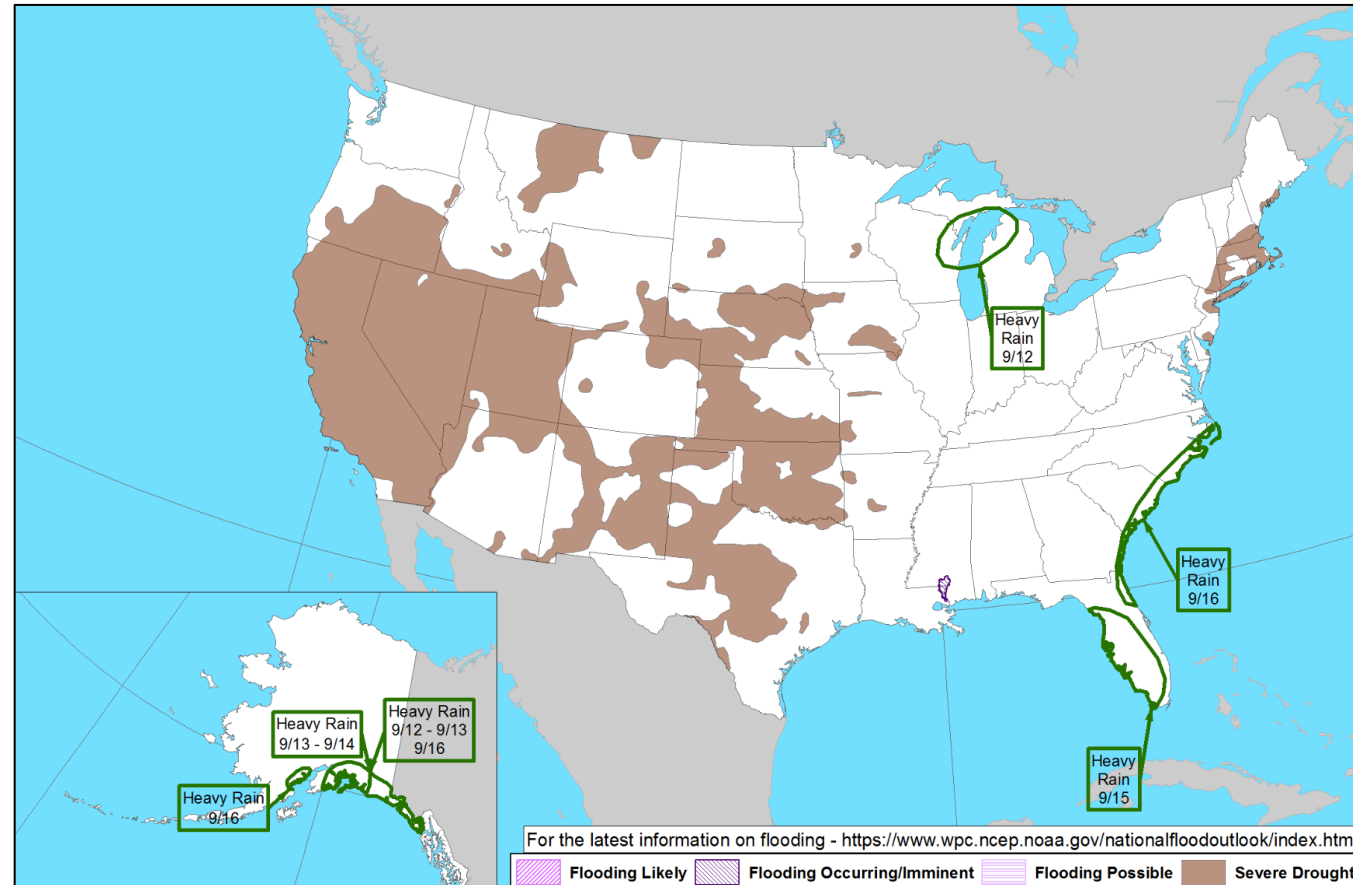 Heavy
Rain
9/12
Heavy
Rain
9/16
Heavy
Rain
9/15
Heavy Rain
9/13 - 9/14
Heavy Rain
9/12 - 9/13
9/16
Heavy Rain
9/16
For the latest information on flooding - https://www.wpc.ncep.noaa.gov/nationalfloodoutlook/index.htm
Flooding Likely Flooding Occurring/Imminent Flooding Possible Severe Drought